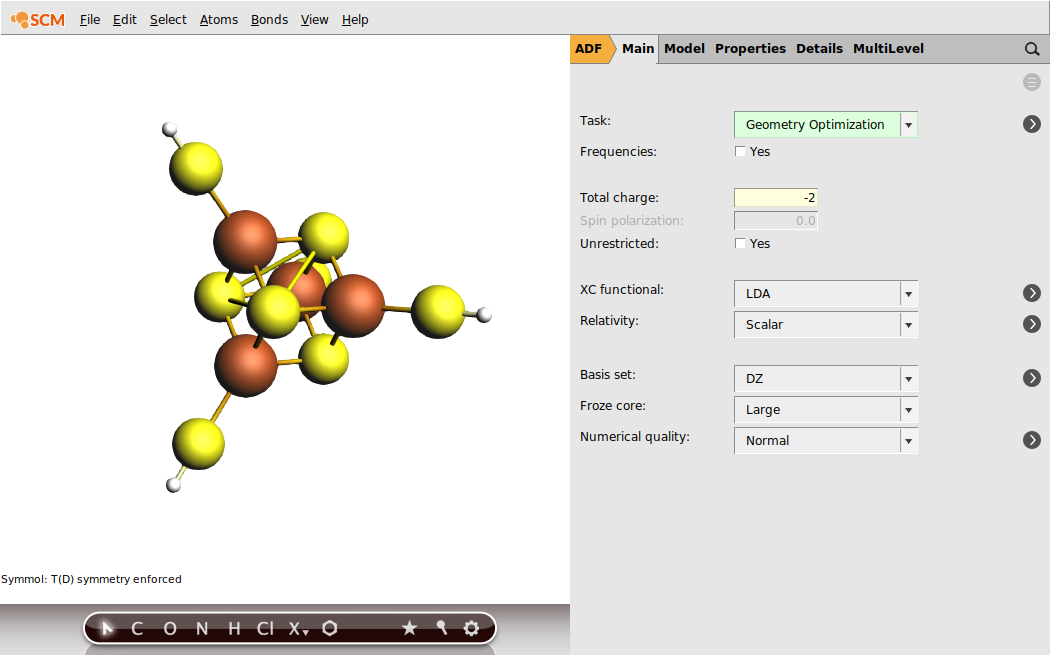 SCM File Edit Select Atoms Bonds View Help
ADF Main Model Properties Details MultiLevel
Task: Geometry Optimization
Frequencies: Yes
Total charge: -2
Spin polarization: 0.0
Unrestricted: Yes
XC functional: LDA
Relativity: Scalar
Basis set: DZ
Froze core: Large
Numerical quality: Normal
Symmol: T(D) symmetry enforced
C O N H Cl X